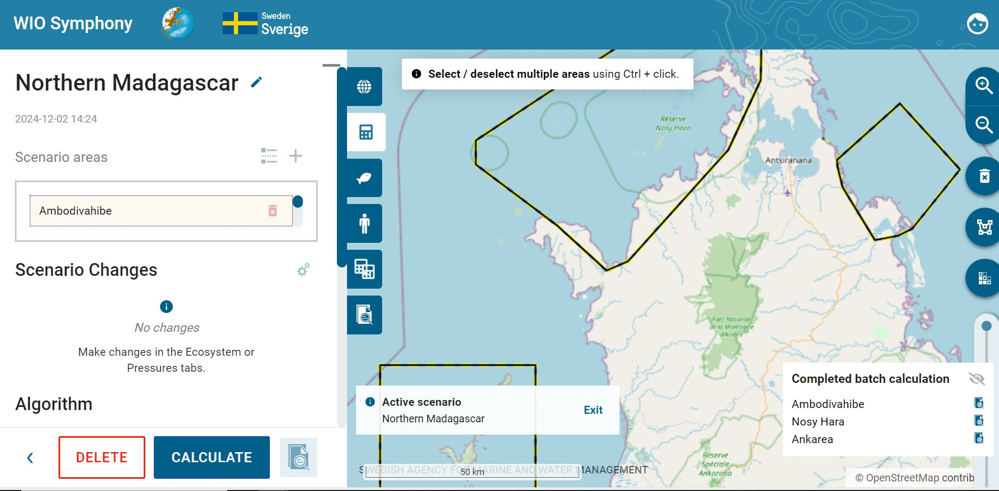 WIO Symphony
Sweden
Sverige
Northern Madagascar
2024-12-02 14:24
Scenario areas
Ambodivahibe
Scenario Changes
No changes
Make changes in the Ecosystem or
Pressures tabs.
Algorithm
DELETE
CALCULATE
Select / deselect multiple areas using Ctrl + click.
Réserve
Nosy Hara
Antsiranana
Parc National
de la Montagne
d'Ambre
Active scenario
Northern Madagascar
Exit
Completed batch calculation
Ambodivahibe
Nosy Hara
Ankarea
Réserve
Spéciale
Ankarana
SWEDISH AGENCY FOR MARINE AND WATER MANAGEMENT
50 km
© OpenStreetMap contrib